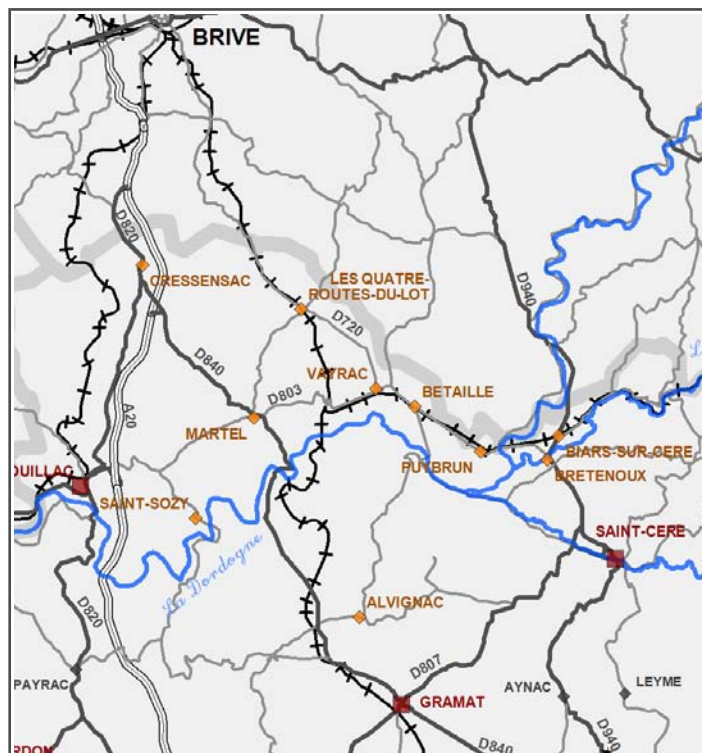 BRIVE
D820
CRESSENSAC
LES QUATRE-
ROUTES-DU-LOT
D720
D940
D840
VAYRAC
BETAILLE
D803
A20
MARTEL
PUYBRUN
BIARS-SUR-CERE
BRETENOUX
OUILLAC
SAINT-SOZY
SAINT-CERE
La Dordogne
D820
ALVIGNAC
D807
PAYRAC
GRAMAT
AYNAC
LEYME
D840
D940
RDON
L